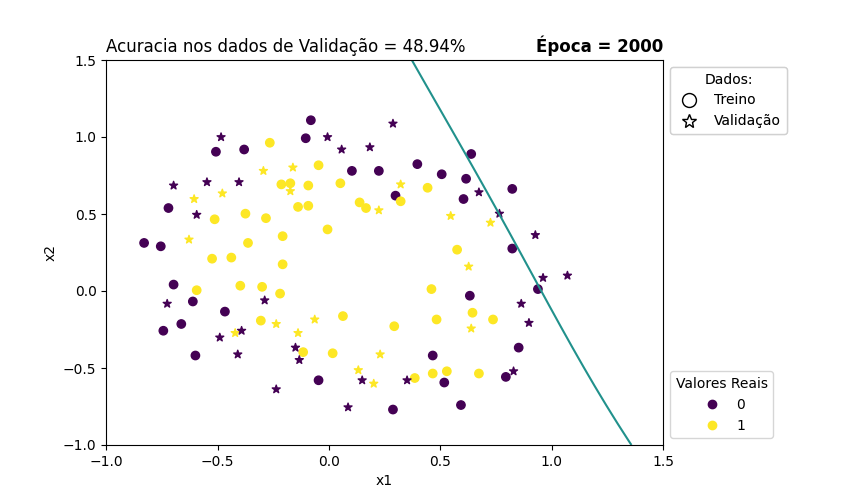 Acuracia nos dados de Validação = 48.94%
Época = 2000
Dados:
Treino
Validação
1.5
1.0
0.5
0.0
−0.5
−1.0
x2
−1.0
−0.5
0.0
0.5
1.0
1.5
x1
Valores Reais
0
1